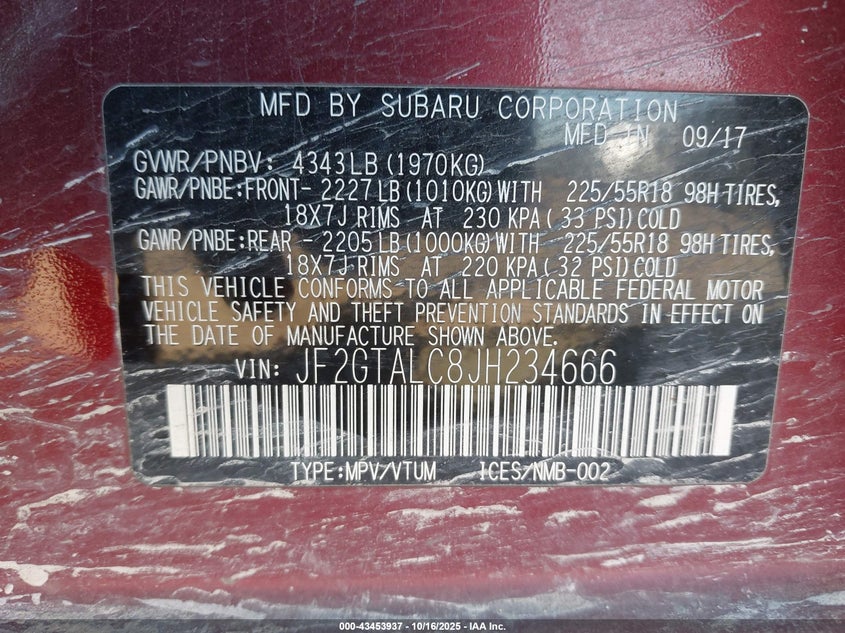 MFD BY SUBARU CORPORATION
MFD IN 09/17
GVWR/PNBV: 4343LB (1970KG)
GAWR/PNBE:FRONT- 2227LB (1010KG) WITH 225/55R18 98H TIRES,
18X7J RIMS AT 230 KPA (33 PSI) COLD
GAWR/PNBE:REAR - 2205LB (1000KG) WITH 225/55R18 98H TIRES,
18X7J RIMS AT 220 KPA (32 PSI) COLD
THIS VEHICLE CONFORMS TO ALL APPLICABLE FEDERAL MOTOR
VEHICLE SAFETY AND THEFT PREVENTION STANDARDS IN EFFECT ON
THE DATE OF MANUFACTURE SHOWN ABOVE.
VIN: JF2GTALC8JH234666
TYPE:MPV/VTUM ICES/NMB-002
000-43453937 - 10/16/2025 - IAA Inc.